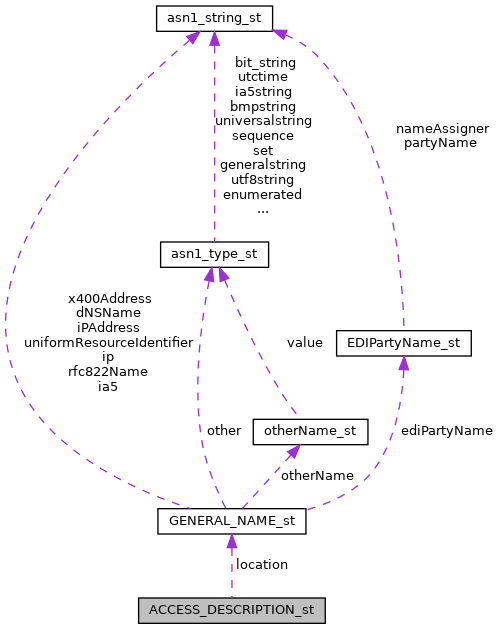 asn1_string_st
bit_string
utctime
ia5string
bmpstring
universalstring
sequence
set
generalstring
utf8string
enumerated
...
nameAssigner
partyName
asn1_type_st
x400Address
dNSName
iPAddress
uniformResourceIdentifier
ip
rfc822Name
ia5
value
EDIPartyName_st
other
otherName_st
ediPartyName
otherName
GENERAL_NAME_st
location
ACCESS_DESCRIPTION_st